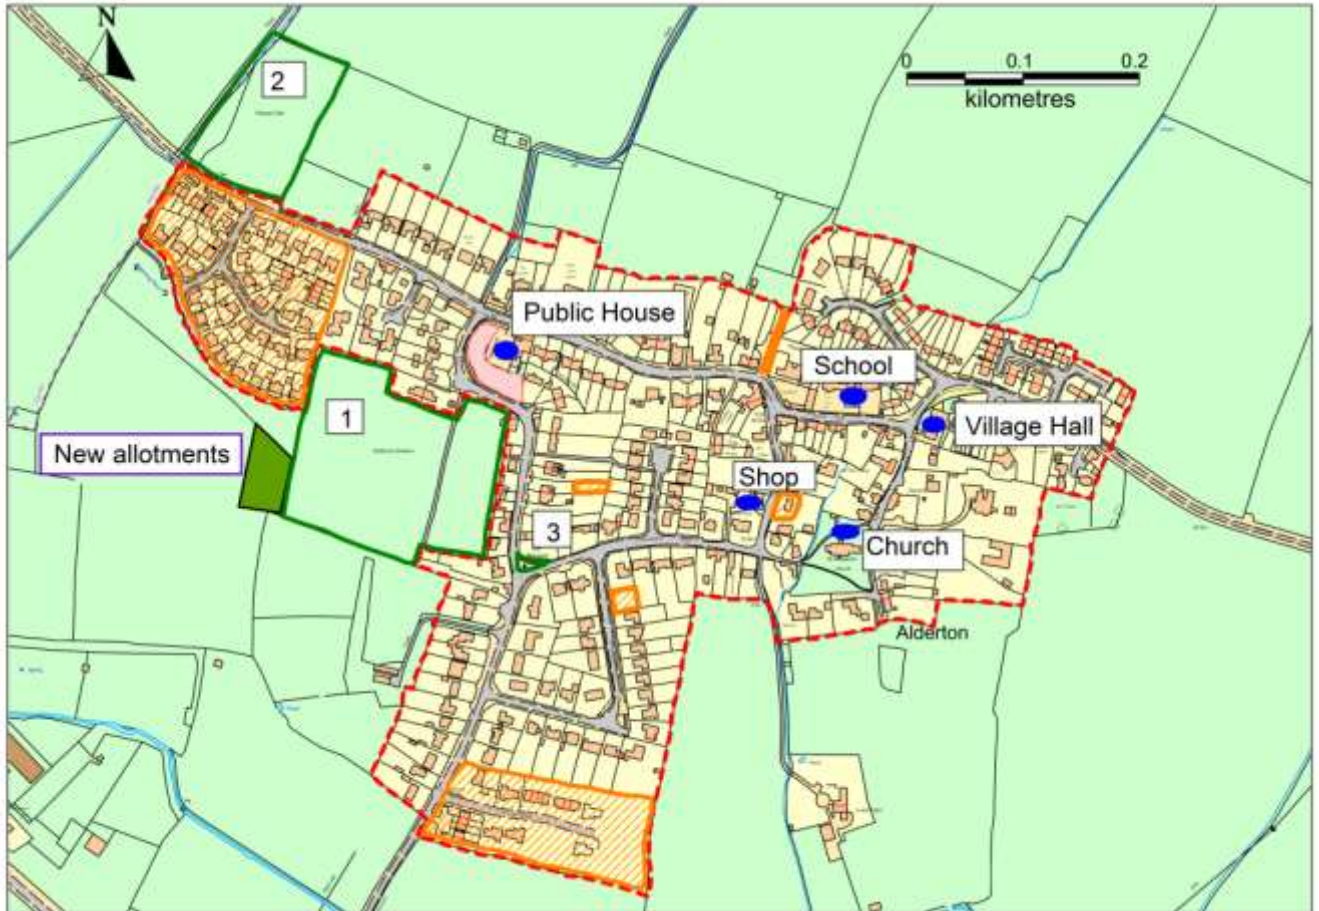 N
2
0 0.1 0.2
kilometres
Public House
School
1
Village Hall
New allotments
Shop
3
Church
Alderton